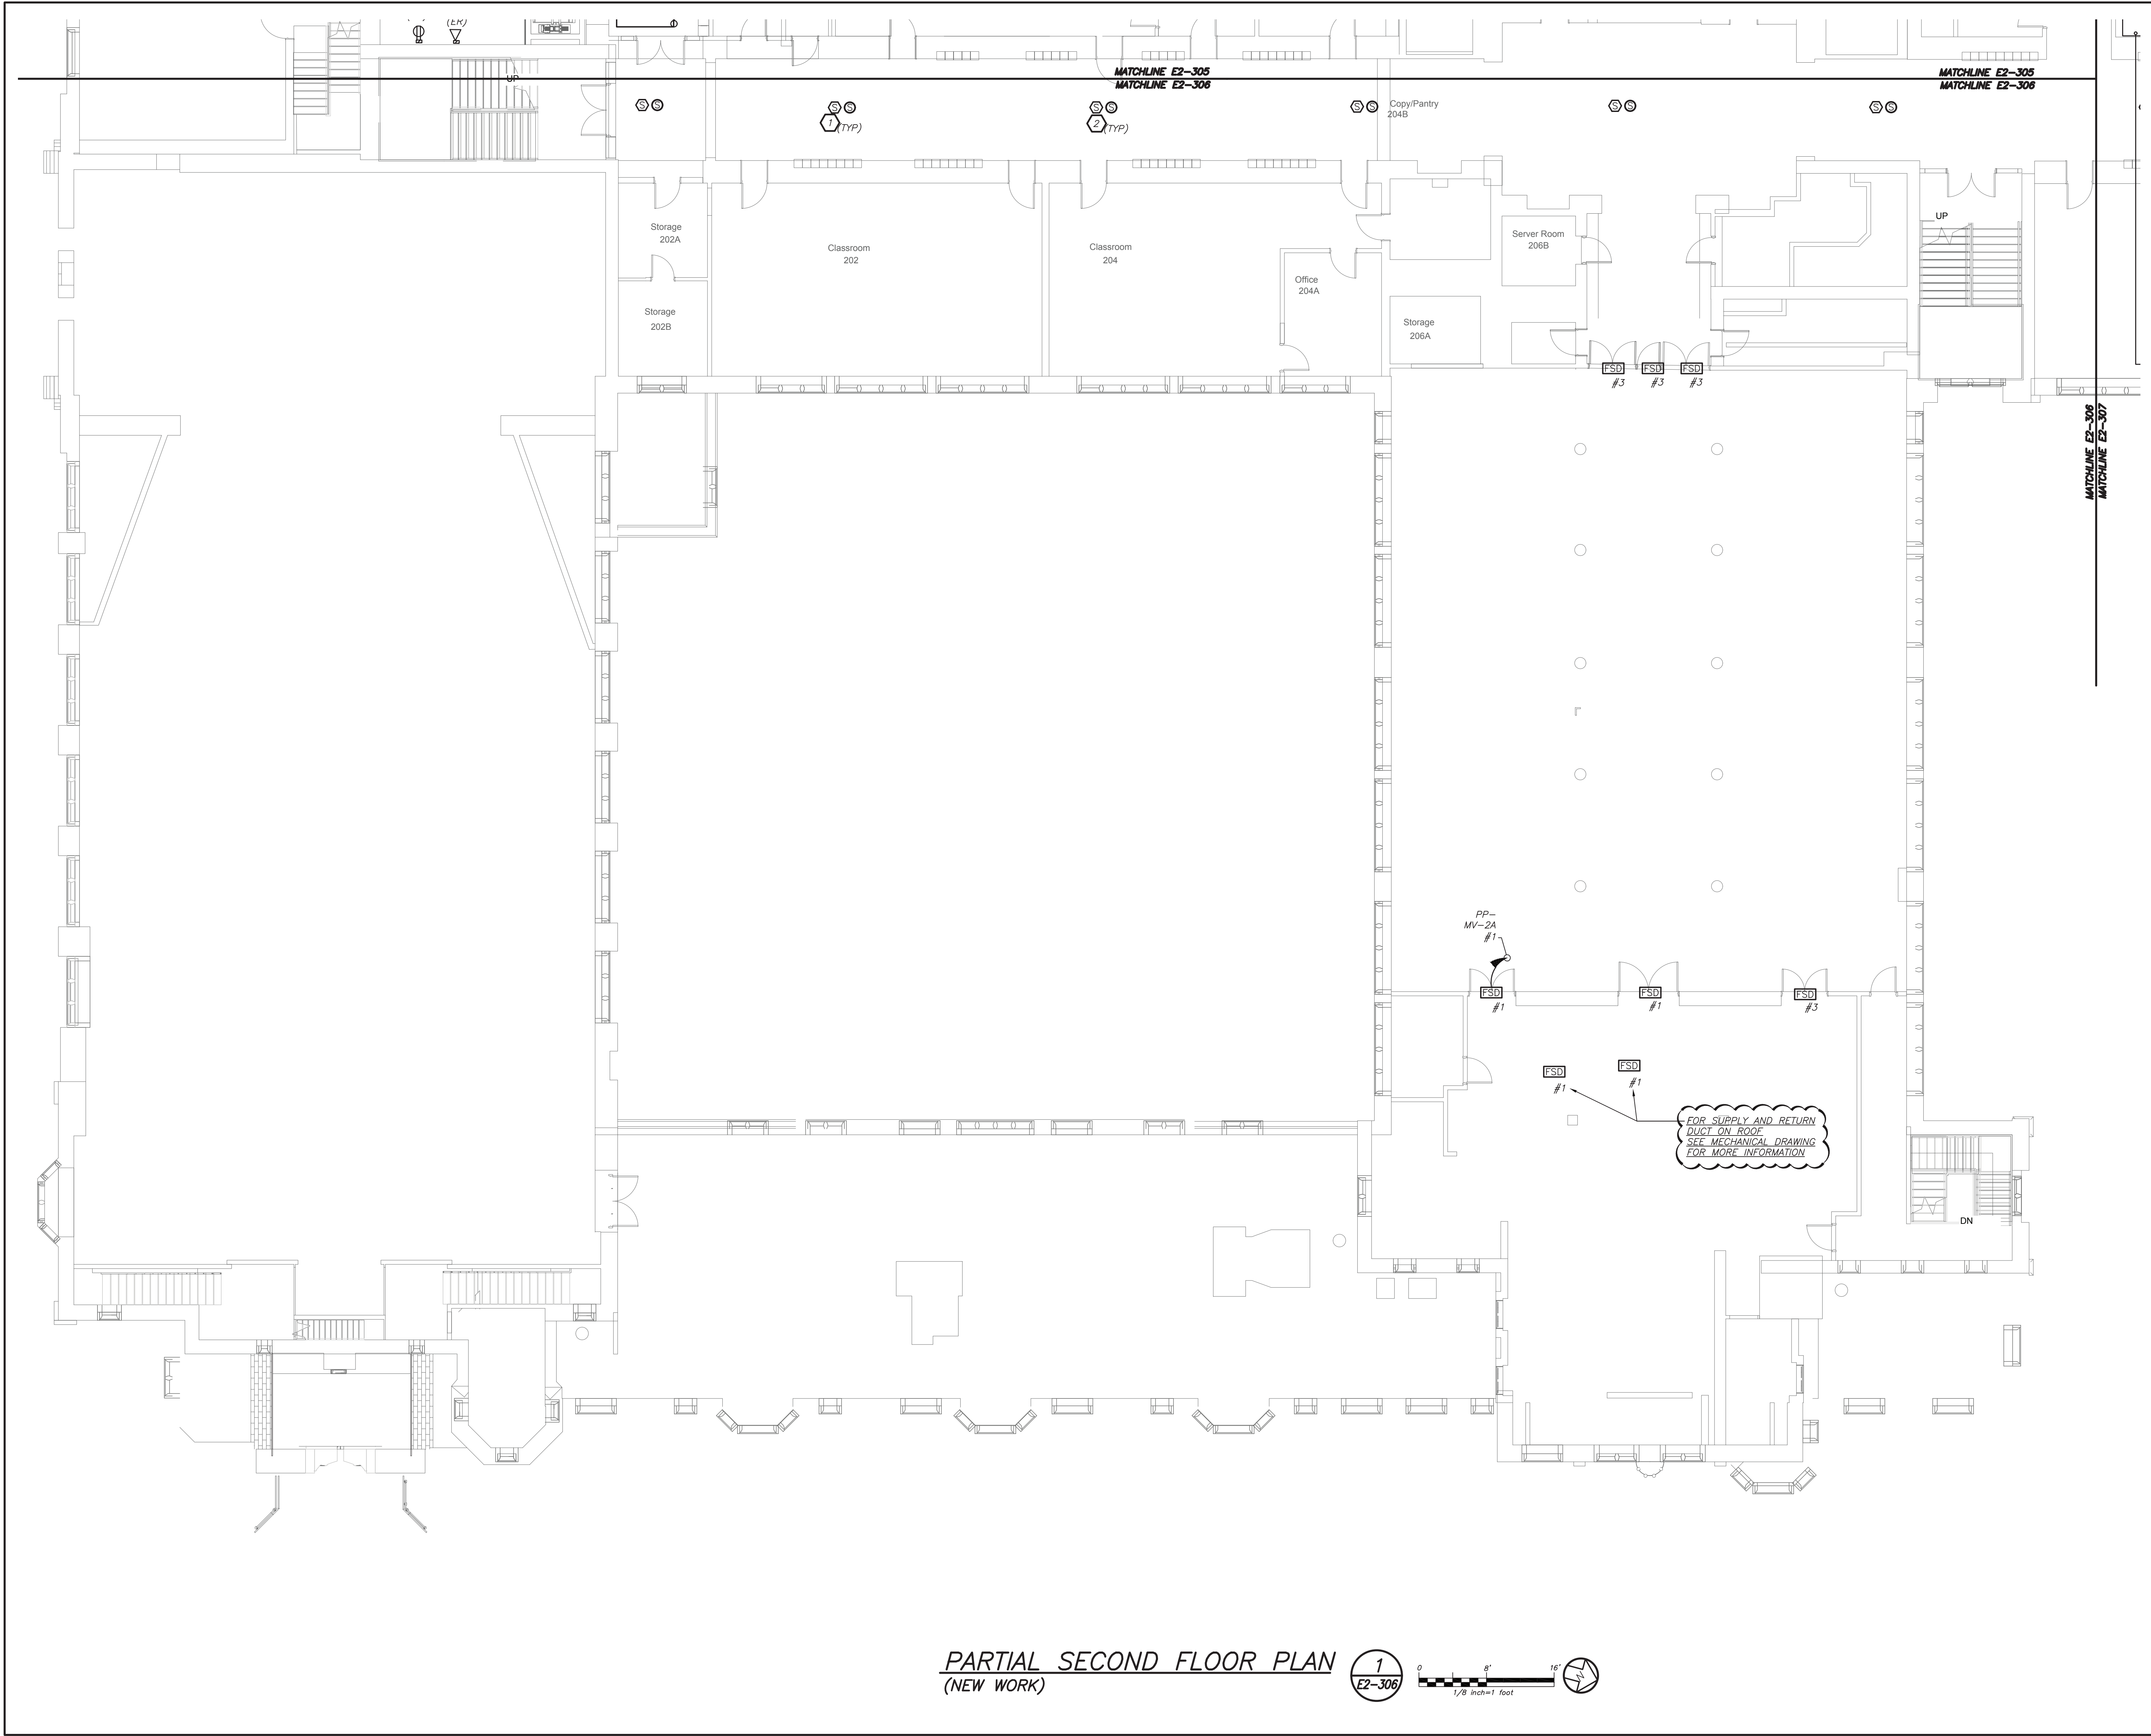 (ER)
UP
MATCHLINE E2-305
MATCHLINE E2-306
MATCHLINE E2-305
MATCHLINE E2-306
S S
S S
S S
S S
S S
S S
1 (TYP)
2 (TYP)
Copy/Pantry
204B
Storage
202A
Classroom
202
Classroom
204
Server Room
206B
UP
Office
204A
Storage
202B
Storage
206A
FSD FSD FSD
#3 #3 #3
MATCHLINE E2-306
MATCHLINE E2-307
PP-
MV-2A
#1
FSD
#1
FSD
#1
FSD
#3
FSD
#1
FSD
#1
FOR SUPPLY AND RETURN
DUCT ON ROOF
SEE MECHANICAL DRAWING
FOR MORE INFORMATION
DN
PARTIAL SECOND FLOOR PLAN
(NEW WORK)
1
E2-306
0 8' 16'
1/8 inch=1 foot
N